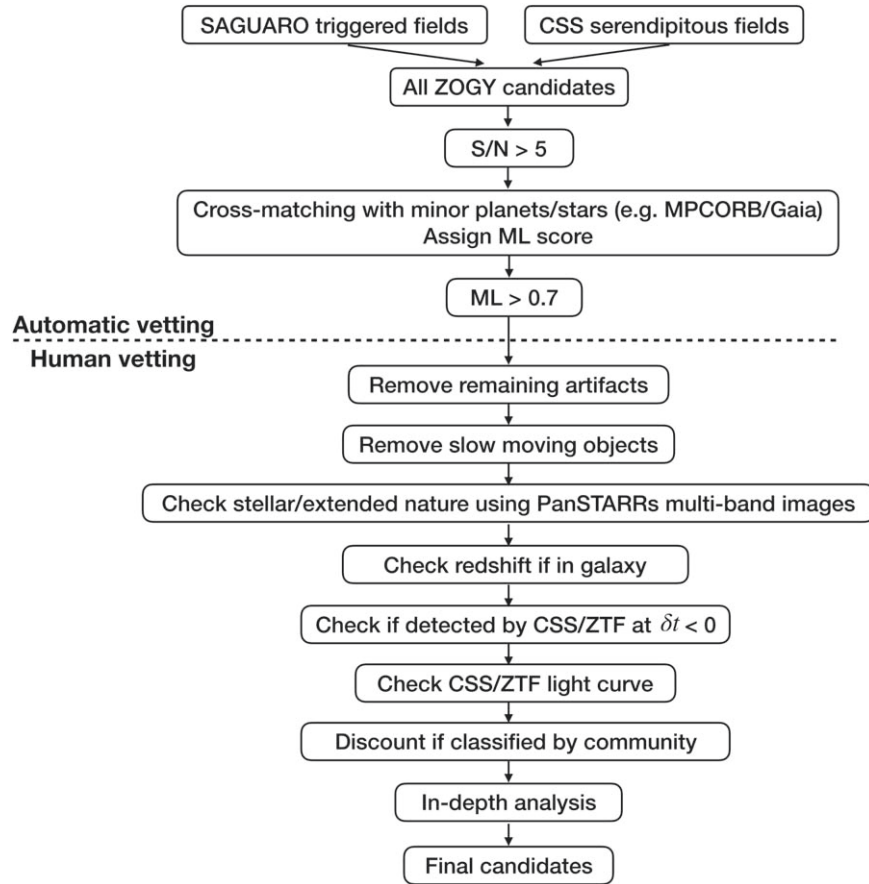 SAGUARO triggered fields
CSS serendipitous fields
All ZOGY candidates
S/N > 5
Cross-matching with minor planets/stars (e.g. MPCORB/Gaia)
Assign ML score
ML > 0.7
Automatic vetting
Human vetting
Remove remaining artifacts
Remove slow moving objects
Check stellar/extended nature using PanSTARRs multi-band images
Check redshift if in galaxy
Check if detected by CSS/ZTF at δt < 0
Check CSS/ZTF light curve
Discount if classified by community
In-depth analysis
Final candidates